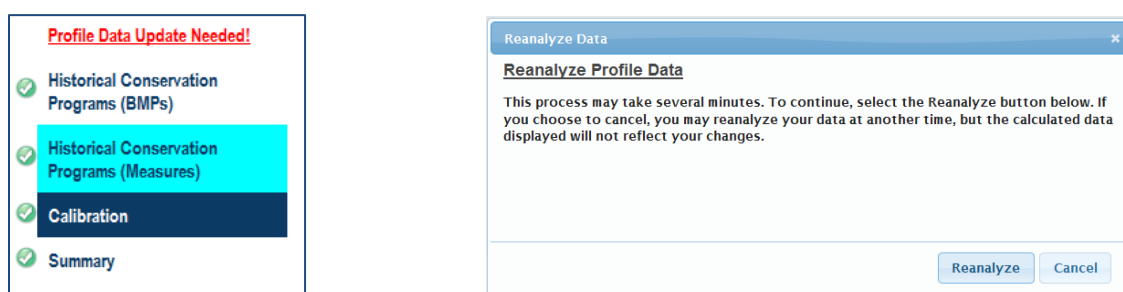 Profile Data Update Needed!
Historical Conservation
Programs (BMPs)
Historical Conservation
Programs (Measures)
Calibration
Summary
Reanalyze Data
Reanalyze Profile Data
This process may take several minutes. To continue, select the Reanalyze button below. If
you choose to cancel, you may reanalyze your data at another time, but the calculated data
displayed will not reflect your changes.
Reanalyze Cancel